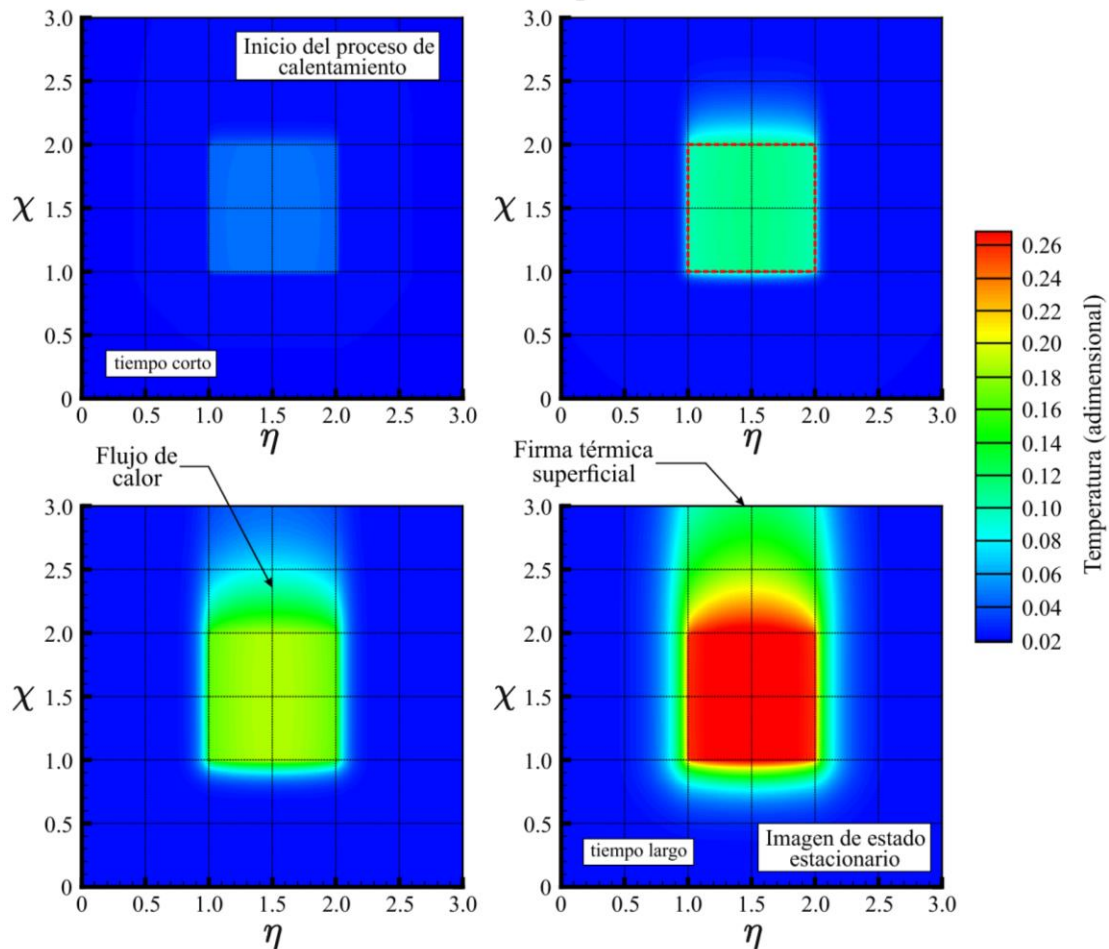 3.0
2.5
2.0
χ 1.5
1.0
0.5
0
0 0.5 1.0 1.5 2.0 2.5 3.0
η
Inicio del proceso de
calentamiento
tiempo corto
3.0
2.5
2.0
χ 1.5
1.0
0.5
0
0 0.5 1.0 1.5 2.0 2.5 3.0
η
Flujo de
calor
3.0
2.5
2.0
χ 1.5
1.0
0.5
0
0 0.5 1.0 1.5 2.0 2.5 3.0
η
Firma térmica
superficial
3.0
2.5
2.0
χ 1.5
1.0
0.5
0
0 0.5 1.0 1.5 2.0 2.5 3.0
η
tiempo largo
Imagen de estado
estacionario
0.26
0.24
0.22
0.20
0.18
0.16
0.14
0.12
0.10
0.08
0.06
0.04
0.02
Temperatura (adimensional)